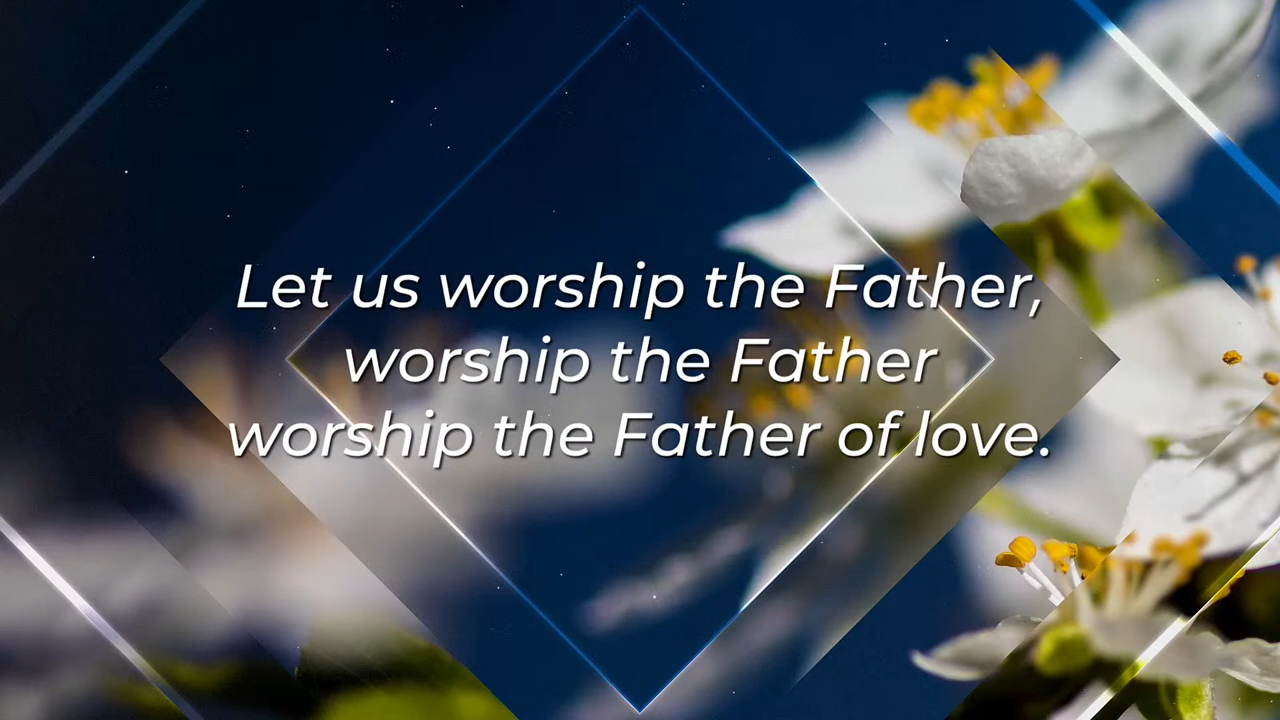 Let us worship the Father,
worship the Father
worship the Father of love.